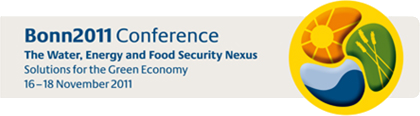 Bonn2011 Conference
The Water, Energy and Food Security Nexus
Solutions for the Green Economy
16–18 November 2011